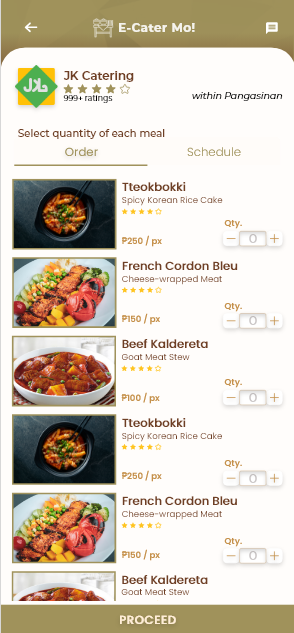 E-Cater Mo!
JK
JK Catering
999+ ratings
within Pangasinan
Select quantity of each meal
Order Schedule
Tteokbokki
Spicy Korean Rice Cake
Qty.
₱250 / px
0
French Cordon Bleu
Cheese-wrapped Meat
Qty.
₱150 / px
0
Beef Kaldereta
Goat Meat Stew
Qty.
₱100 / px
0
Tteokbokki
Spicy Korean Rice Cake
Qty.
₱250 / px
0
French Cordon Bleu
Cheese-wrapped Meat
Qty.
₱150 / px
0
Beef Kaldereta
Goat Meat Stew
PROCEED